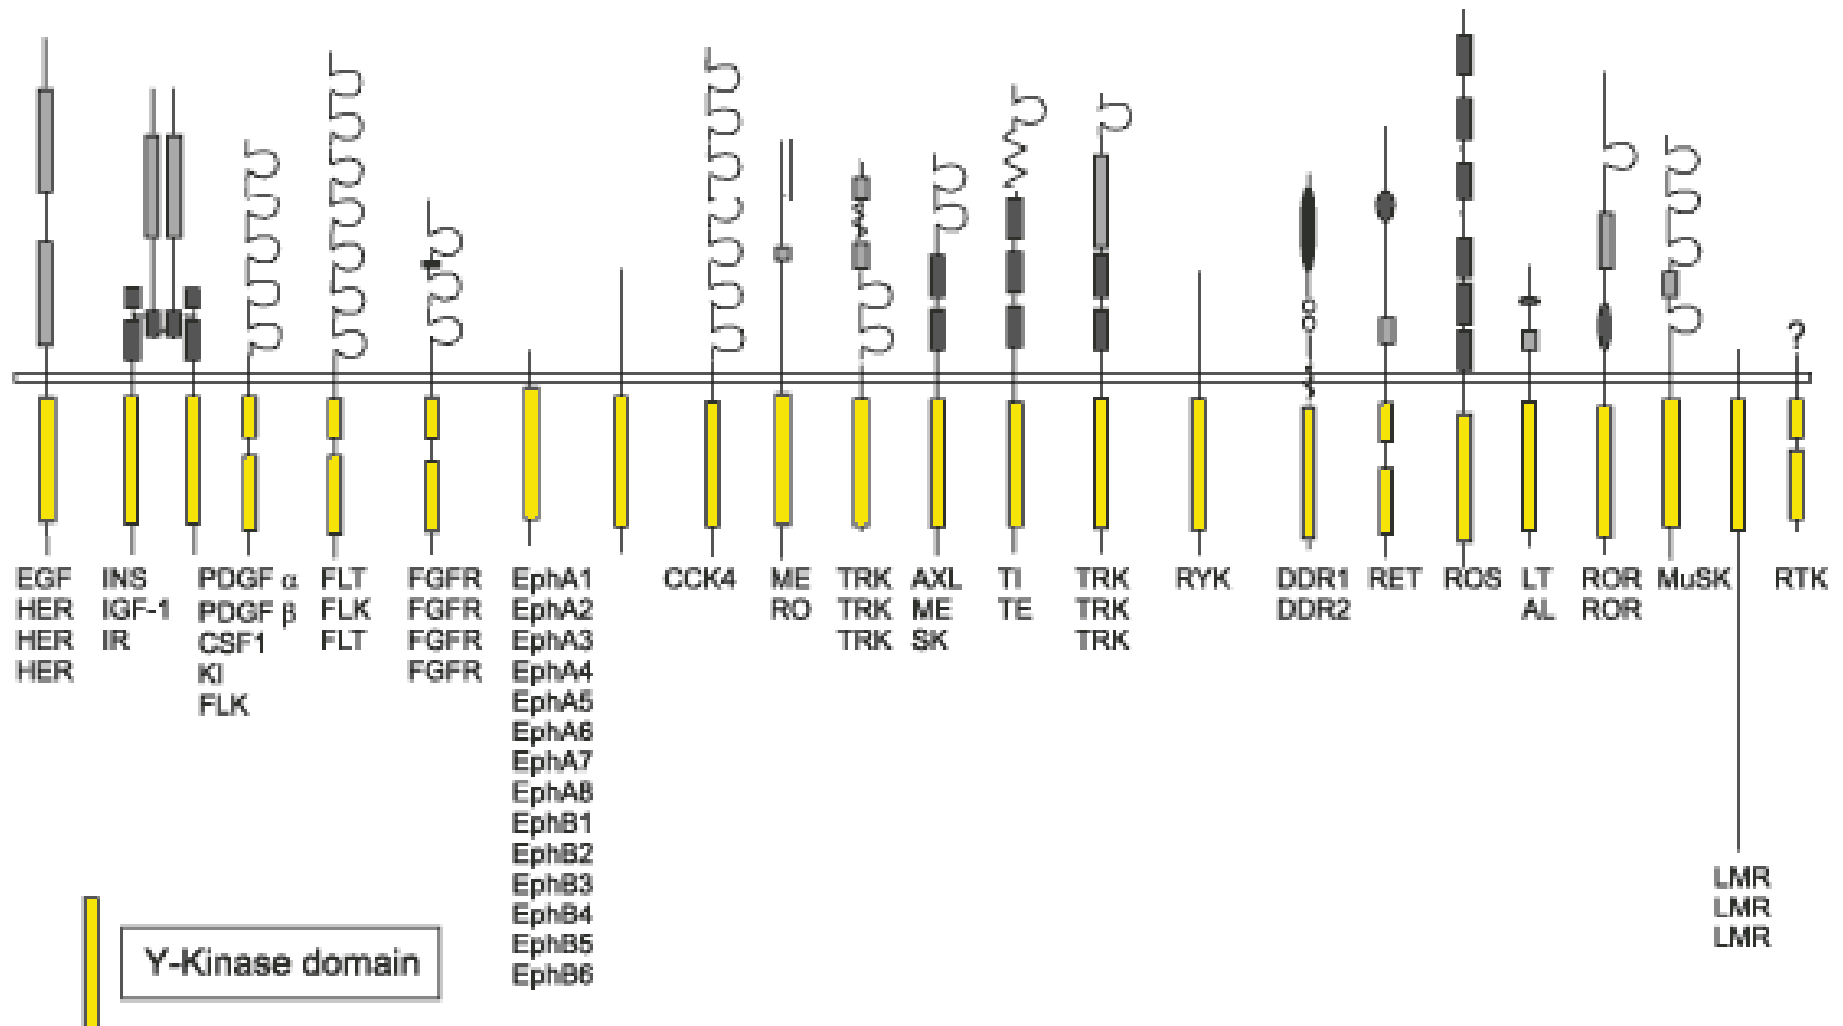 ?
EGF INS PDGF α FLT FGFR EphA1 CCK4 ME TRK AXL TI TRK RYK DDR1 RET ROS LT ROR MuSK RTK
HER IGF-1 PDGF β FLK FGFR EphA2 RO TRK ME TE TRK DDR2 AL ROR
HER IR CSF1 FLT FGFR EphA3 TRK SK TRK
HER KI FGFR EphA4
FLK EphA5
EphA6
EphA7
EphA8
EphB1
EphB2
EphB3
EphB4
EphB5
EphB6
LMR
LMR
LMR
Y-Kinase domain